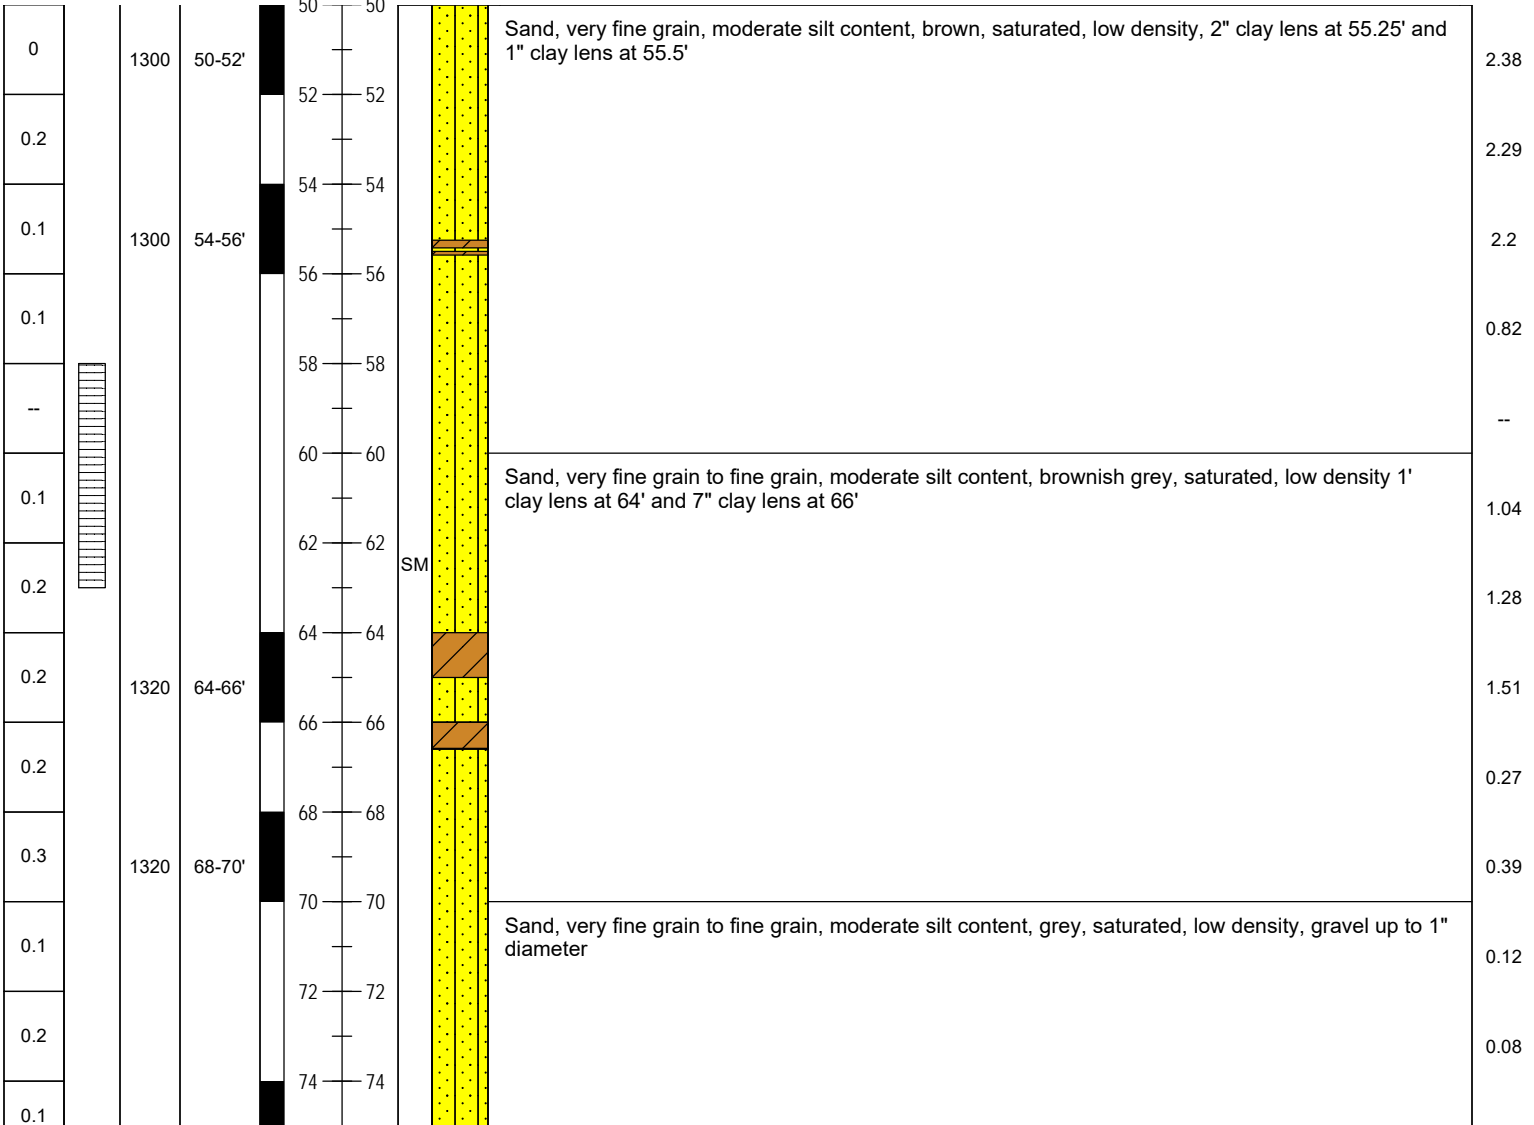 50 50
Sand, very fine grain, moderate silt content, brown, saturated, low density, 2" clay lens at 55.25' and
1" clay lens at 55.5'
0 1300 50-52' 2.38
52 52
0.2 2.29
54 54
0.1 1300 54-56' 2.2
56 56
0.1 0.82
58 58
-- --
60 60
Sand, very fine grain to fine grain, moderate silt content, brownish grey, saturated, low density 1'
clay lens at 64' and 7" clay lens at 66'
0.1 1.04
62 62
SM
0.2 1.28
64 64
0.2 1320 64-66' 1.51
66 66
0.2 0.27
68 68
0.3 1320 68-70' 0.39
70 70
Sand, very fine grain to fine grain, moderate silt content, grey, saturated, low density, gravel up to 1"
diameter
0.1 0.12
72 72
0.2 0.08
74 74
0.1